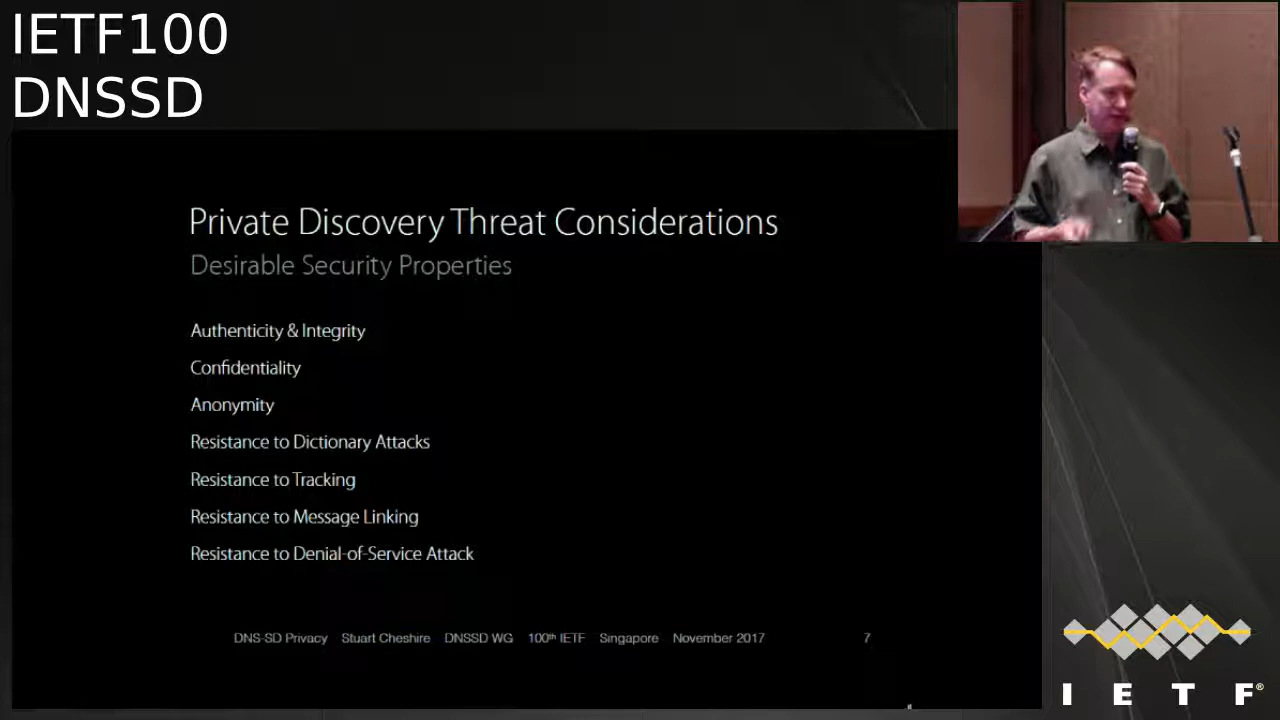 IETF100
DNSSD
Private Discovery Threat Considerations
Desirable Security Properties
Authenticity & Integrity
Confidentiality
Anonymity
Resistance to Dictionary Attacks
Resistance to Tracking
Resistance to Message Linking
Resistance to Denial-of-Service Attack
DNS-SD Privacy Stuart Cheshire DNSSD WG 100th IETF Singapore November 2017 7
I E T F®